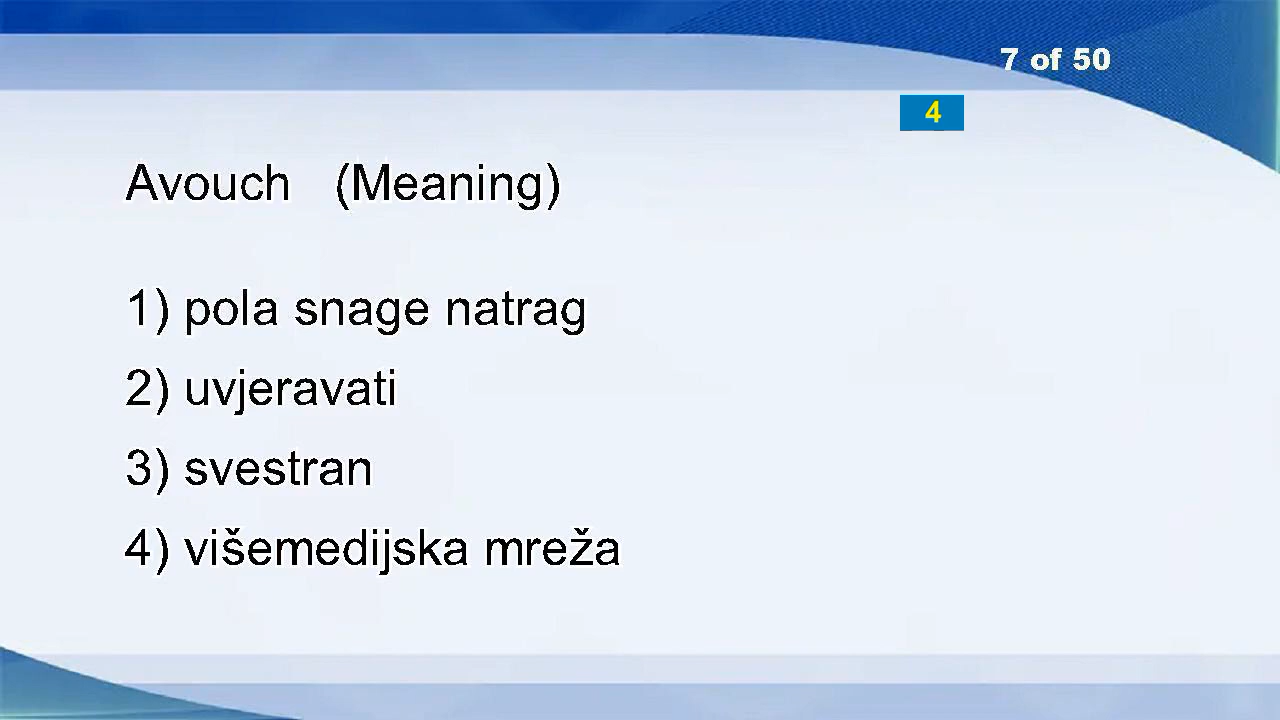 7 of 50
4
Avouch (Meaning)
1) pola snage natrag
2) uvjeravati
3) svestran
4) višemedijska mreža